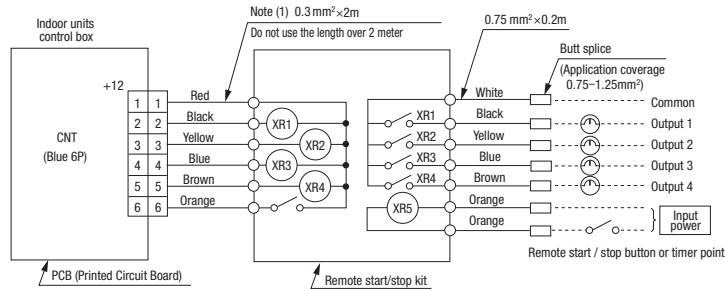 Note (1) 0.3 mm²×2m
Do not use the length over 2 meter
0.75 mm²×0.2m
Indoor units
control box
Butt splice
(Application coverage
0.75–1.25mm²)
+12
CNT
(Blue 6P)
1 1 Red
2 2 Black
3 3 Yellow
4 4 Blue
5 5 Brown
6 6 Orange
XR1
XR2
XR3
XR4
White Common
XR1 Black Output 1
XR2 Yellow Output 2
XR3 Blue Output 3
XR4 Brown Output 4
XR5 Orange
Orange
Input
power
Remote start / stop button or timer point
PCB (Printed Circuit Board)
Remote start/stop kit